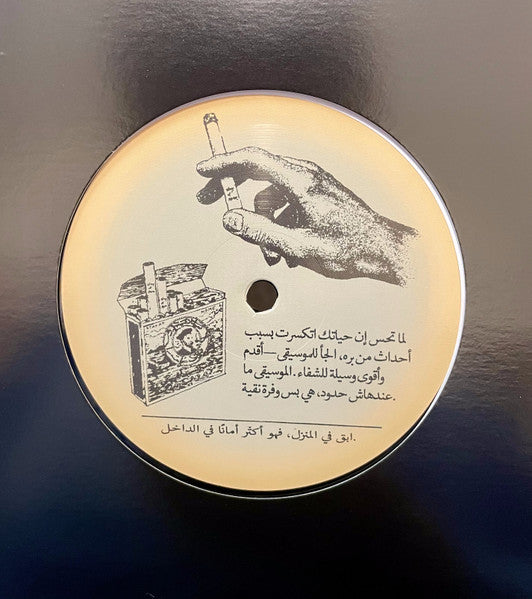 لما تحس إن حياتك اتكسرت بسبب
أحداث من بره، الجأ للموسيقى—أقدم
وأقوى وسيلة للشفاء. الموسيقى ما
عندهاش حدود، هي بس وفرة نقية.
ابق في المنزل، فهو أكثر أمانًا في الداخل.